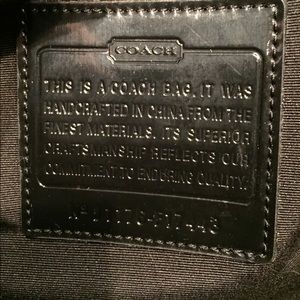 COACH
THIS IS A COACH BAG. IT WAS
HANDCRAFTED IN CHINA FROM THE
FINEST MATERIALS. ITS SUPERIOR
CRAFTSMANSHIP REFLECTS OUR
COMMITMENT TO ENDURING QUALITY.